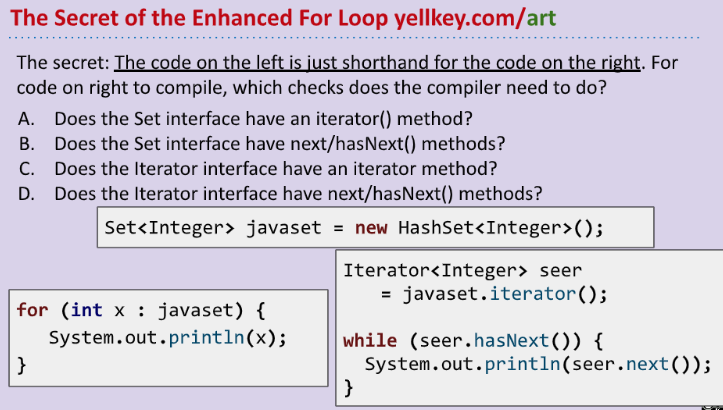 The Secret of the Enhanced For Loop yellkey.com/art
The secret: The code on the left is just shorthand for the code on the right. For
code on right to compile, which checks does the compiler need to do?
A. Does the Set interface have an iterator() method?
B. Does the Set interface have next/hasNext() methods?
C. Does the Iterator interface have an iterator method?
D. Does the Iterator interface have next/hasNext() methods?
Set<Integer> javaset = new HashSet<Integer>();
for (int x : javaset) {
System.out.println(x);
}
Iterator<Integer> seer
= javaset.iterator();
while (seer.hasNext()) {
System.out.println(seer.next());
}